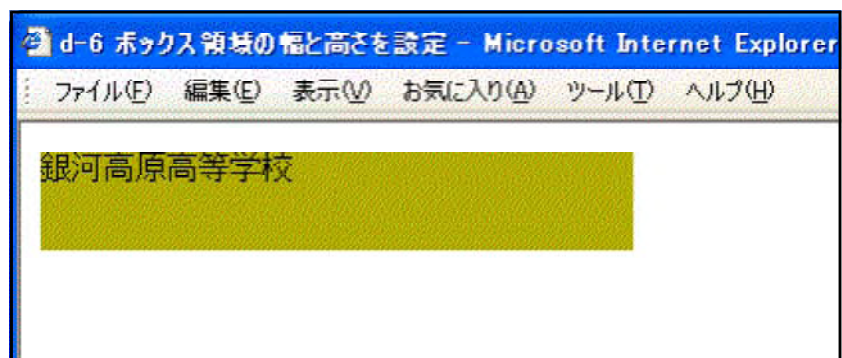 d-6 ボックス領域の幅と高さを設定 - Microsoft Internet Explorer
ファイル(F) 編集(E) 表示(V) お気に入り(A) ツール(T) ヘルプ(H)
銀河高原高等学校